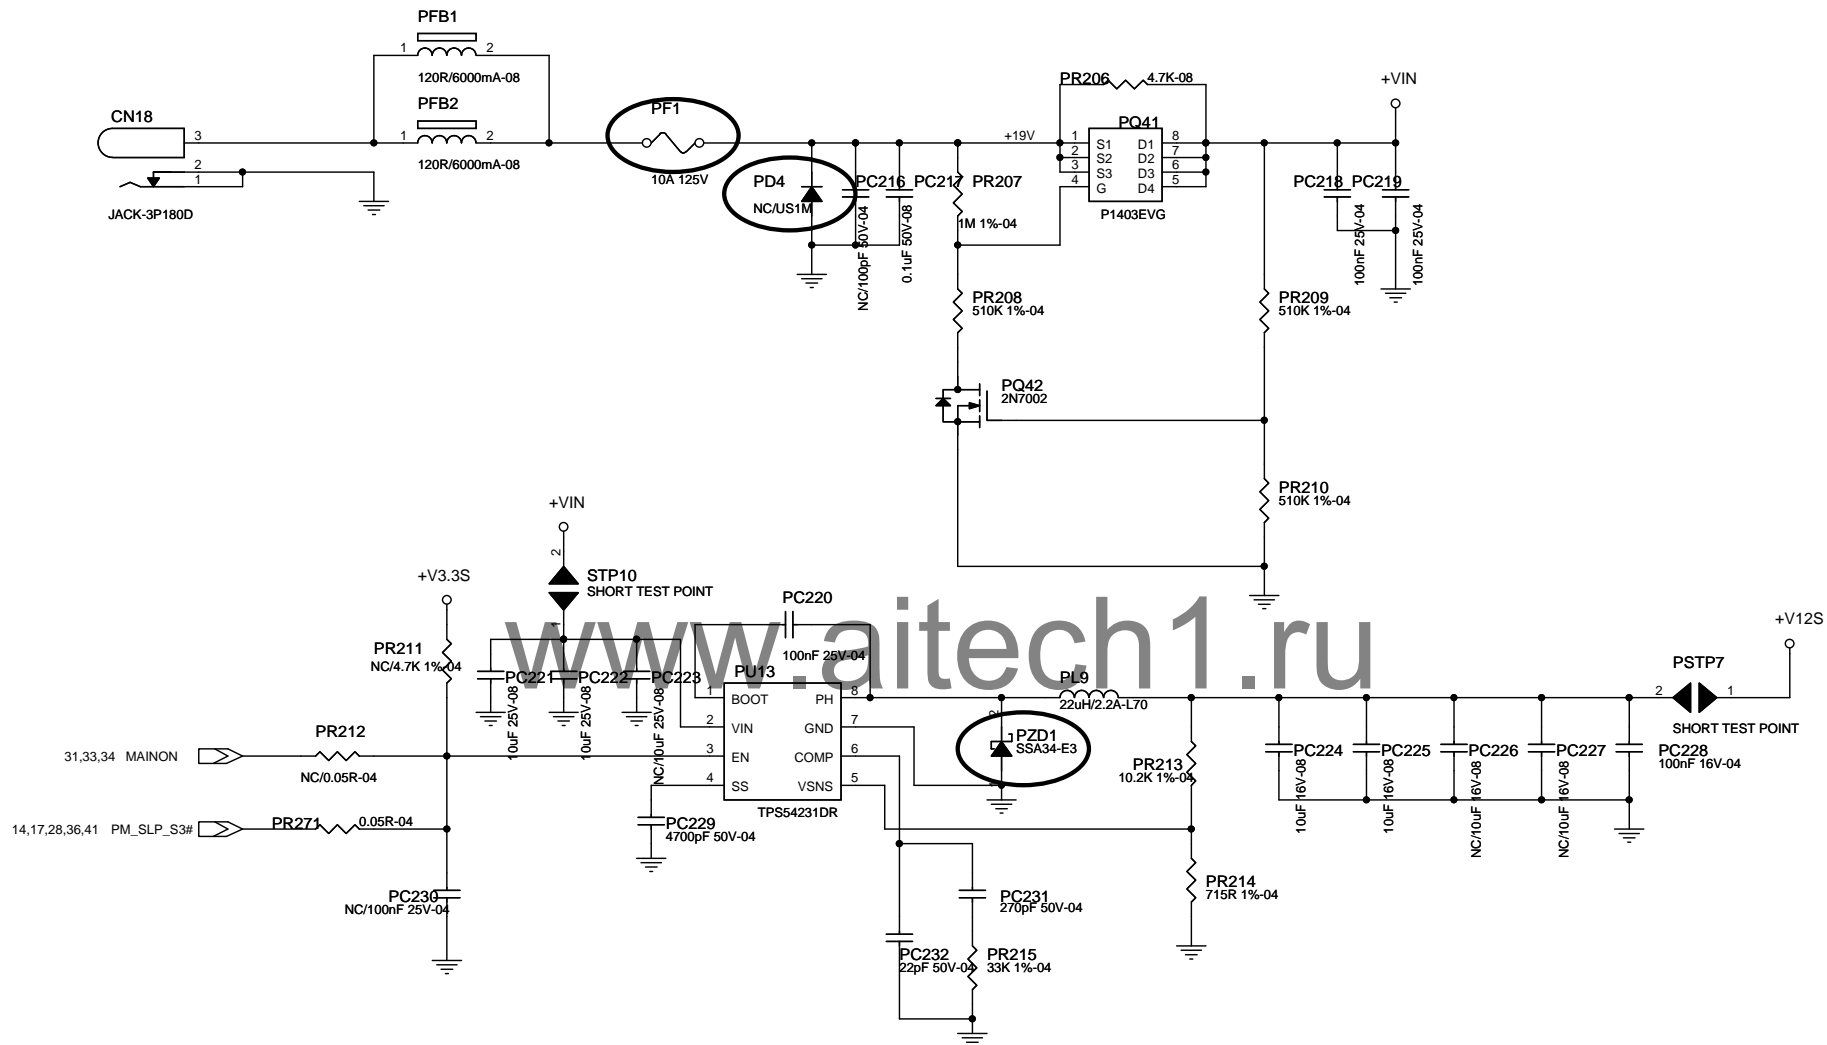 PFB1
1 2
120R/6000mA-08
PFB2
1 2
120R/6000mA-08
CN18
3
2
1
JACK-3P180D
PF1
10A 125V
PD4
NC/US1M
PC216
NC/100pF 50V-04
PC217
0.1uF 50V-08
PR207
1M 1%-04
+19V
PR206 4.7K-08
PQ41
1 S1 D1 8
2 S2 D2 7
3 S3 D3 6
4 G D4 5
P1403EVG
+VIN
PC218
100nF 25V-04
PC219
100nF 25V-04
PR208
510K 1%-04
PR209
510K 1%-04
PQ42
2N7002
PR210
510K 1%-04
+VIN
2
STP10
SHORT TEST POINT
1
+V3.3S
PR211
NC/4.7K 1%-04
PC221
10uF 25V-08
PC222
10uF 25V-08
PC223
NC/10uF 25V-08
PC220
100nF 25V-04
www.aitech1.ru
PU13
1 BOOT PH 8
2 VIN GND 7
3 EN COMP 6
4 SS VSNS 5
TPS54231DR
PL9
22uH/2.2A-L70
2
PZD1
SSA34-E3
PR212
NC/0.05R-04
31,33,34 MAINON
14,17,28,36,41 PM_SLP_S3#
PR271 0.05R-04
PC229
4700pF 50V-04
PC230
NC/100nF 25V-04
PC231
270pF 50V-04
PC232
22pF 50V-04
PR215
33K 1%-04
PR213
10.2K 1%-04
PR214
715R 1%-04
PC224
10uF 16V-08
PC225
10uF 16V-08
PC226
NC/10uF 16V-08
PC227
NC/10uF 16V-08
PC228
100nF 16V-04
PSTP7
2 1
SHORT TEST POINT
+V12S